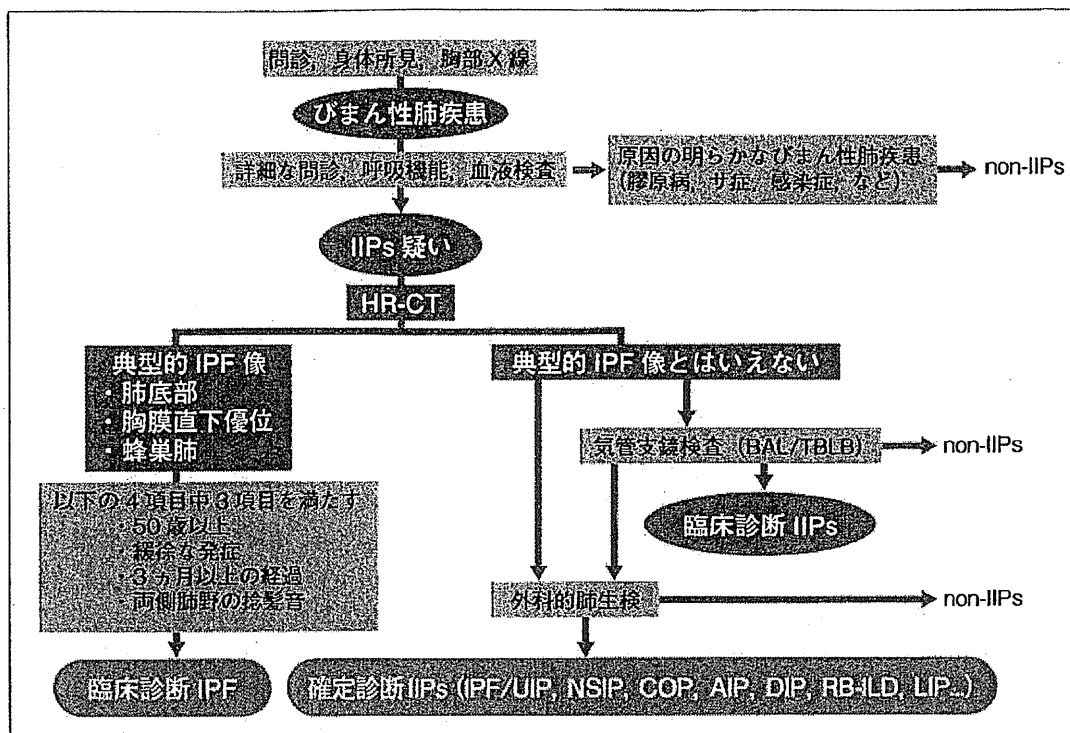 問診, 身体所見, 胸部X線
びまん性肺疾患
詳細な問診, 呼吸機能, 血液検査
原因の明らかなびまん性肺疾患
(膠原病, サ症, 感染症, など)
non-IIPs
IIPs 疑い
HR-CT
典型的 IPF 像
・肺底部
・胸膜直下優位
・蜂巣肺
典型的 IPF 像とはいえない
気管支鏡検査 (BAL/TBLB)
non-IIPs
以下の4項目中3項目を満たす
・50歳以上
・緩徐な発症
・3ヵ月以上の経過
・両側肺野の捻髪音
臨床診断 IIPs
外科的肺生検
non-IIPs
臨床診断 IPF
確定診断IIPs (IPF/UIP, NSIP, COP, AIP, DIP, RB-ILD, LIP...)